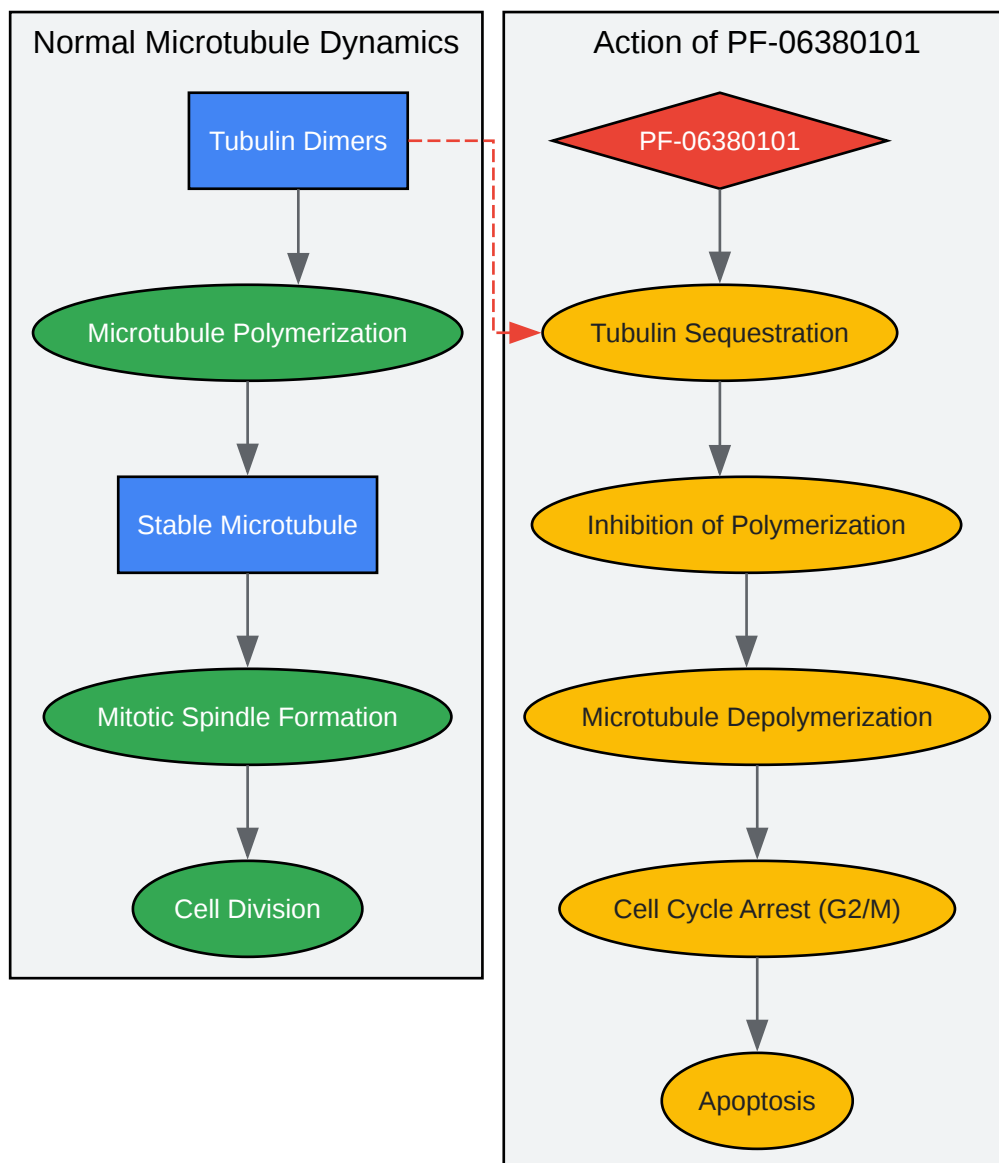 Normal Microtubule Dynamics
Tubulin Dimers
Microtubule Polymerization
Stable Microtubule
Mitotic Spindle Formation
Cell Division
Action of PF-06380101
PF-06380101
Tubulin Sequestration
Inhibition of Polymerization
Microtubule Depolymerization
Cell Cycle Arrest (G2/M)
Apoptosis